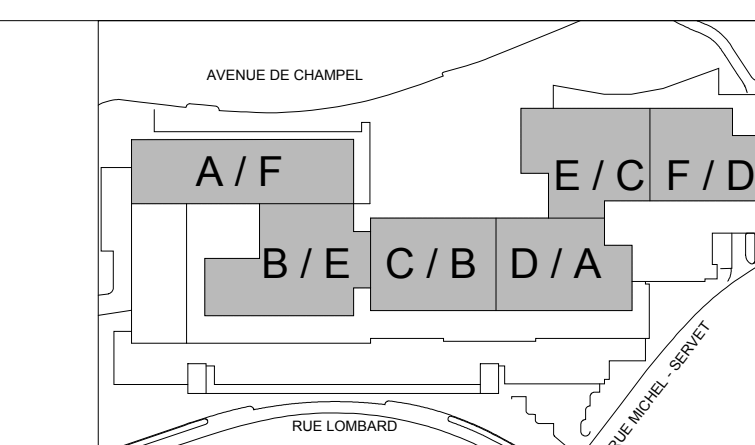 AVENUE DE CHAMPEL
A / F
E / C
F / D
B / E
C / B
D / A
RUE MICHEL - SERVET
RUE LOMBARD